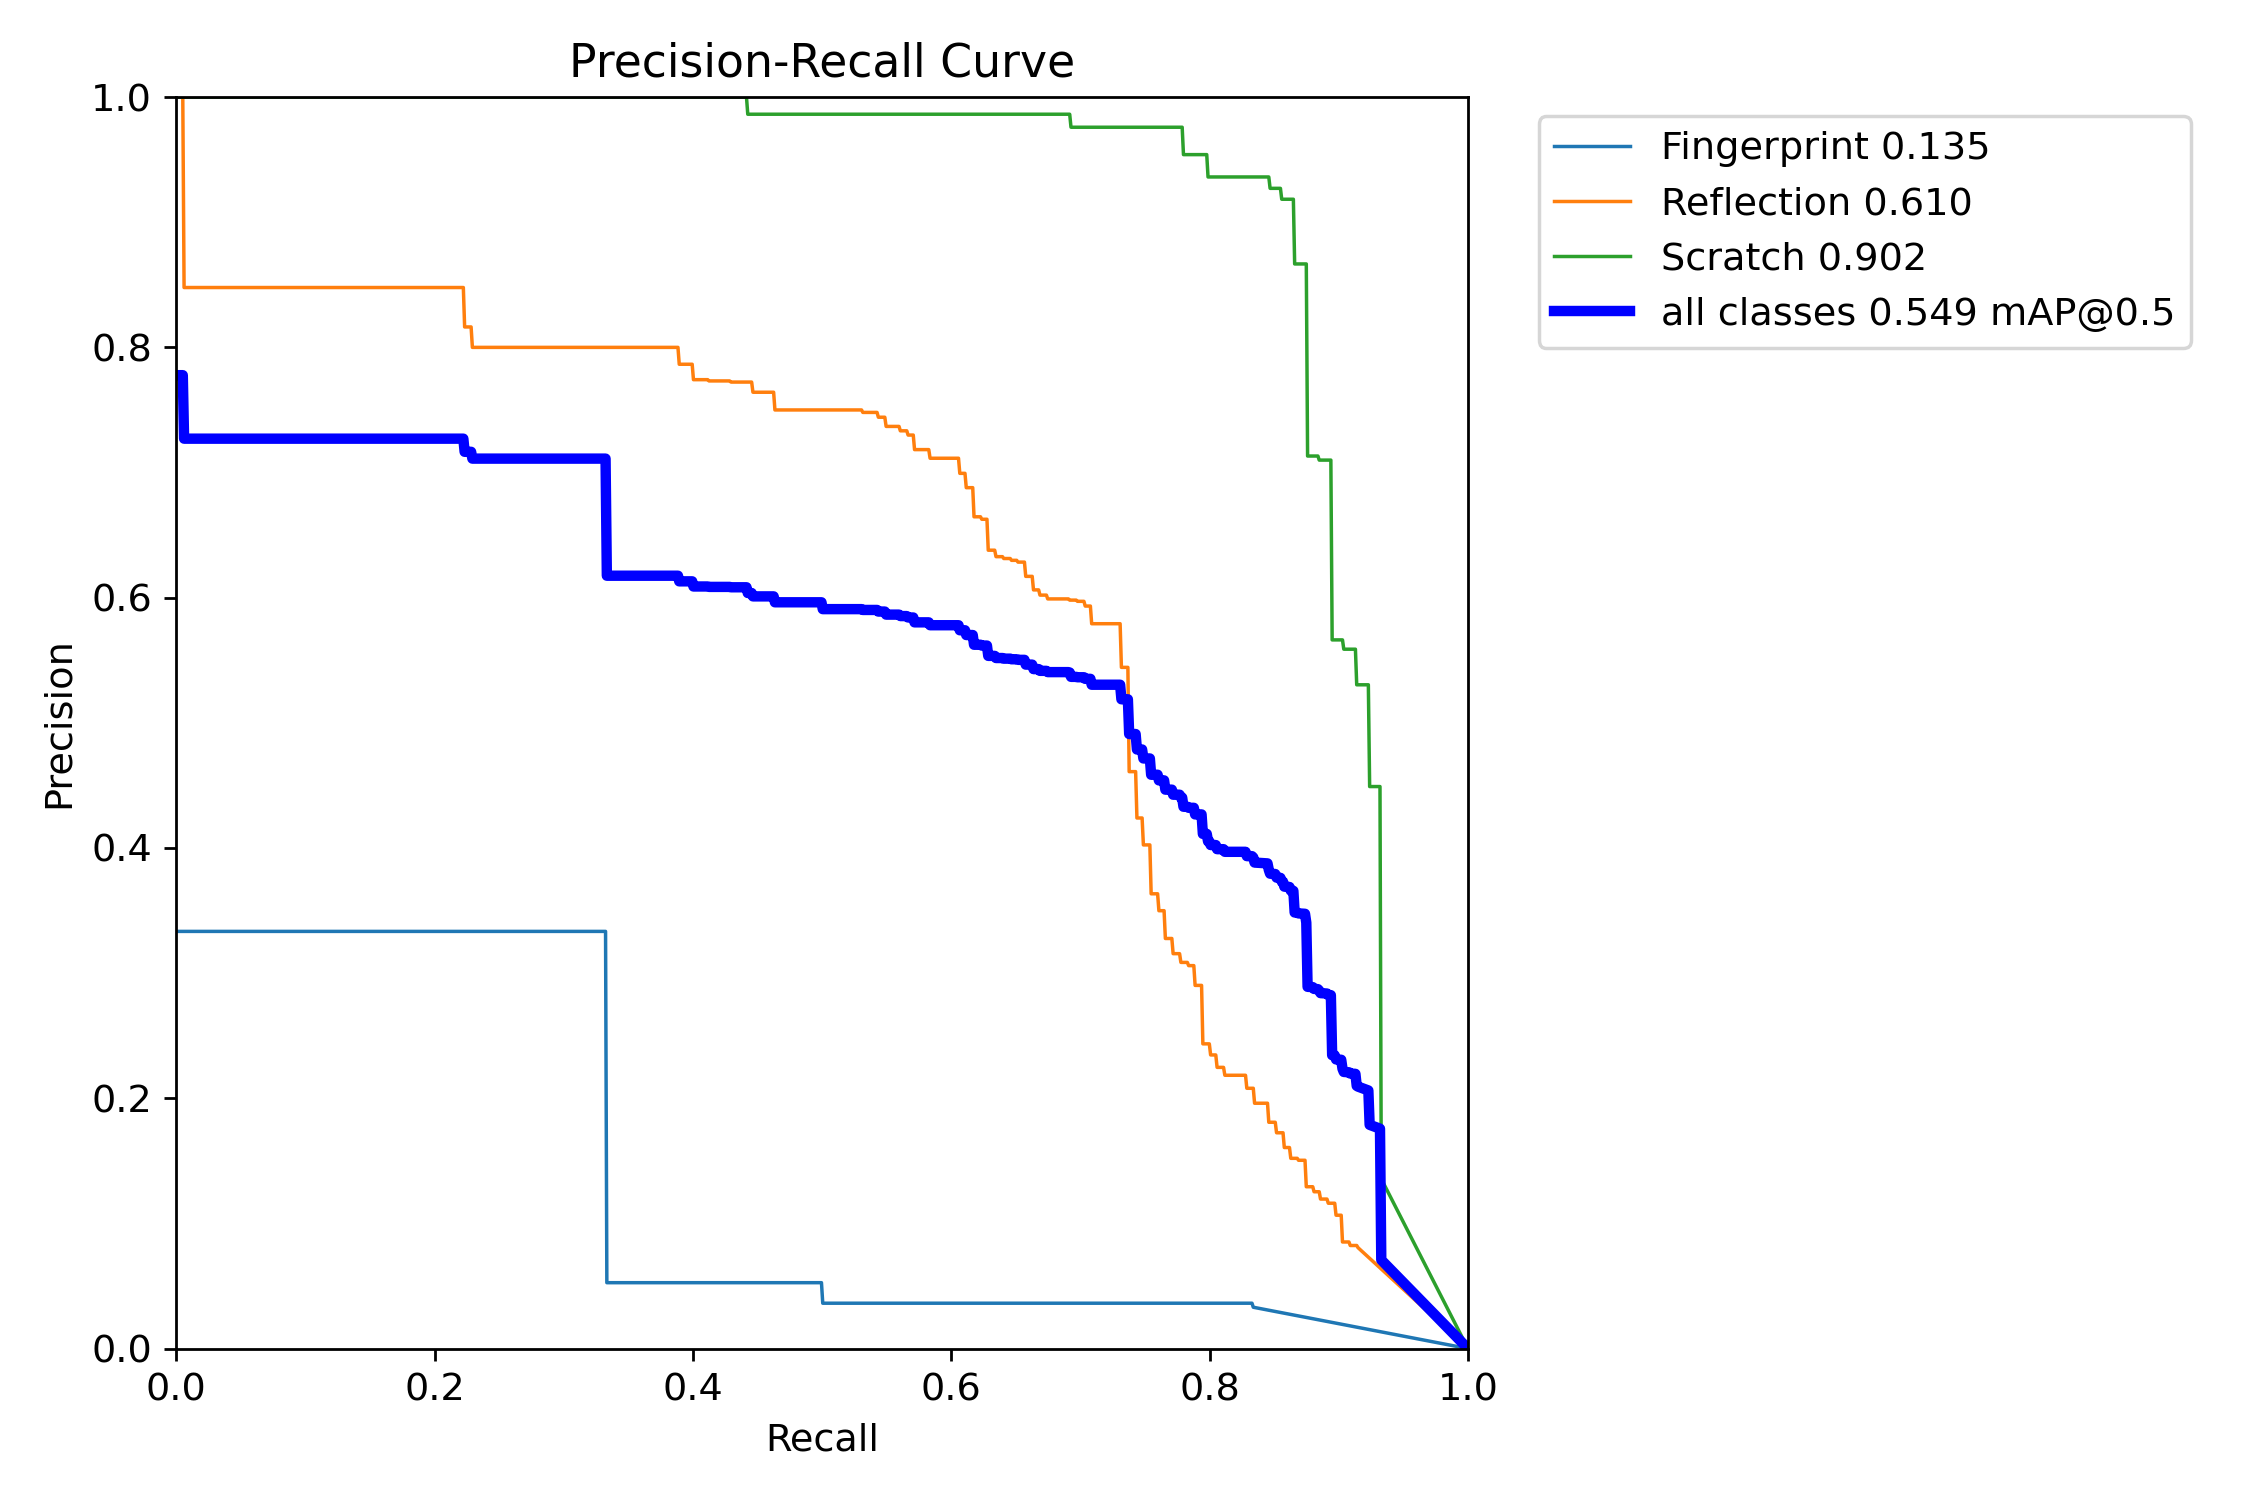 Precision-Recall Curve
1.0
0.8
0.6
0.4
0.2
0.0
Precision
0.0 0.2 0.4 0.6 0.8 1.0
Recall
Fingerprint 0.135
Reflection 0.610
Scratch 0.902
all classes 0.549 mAP@0.5